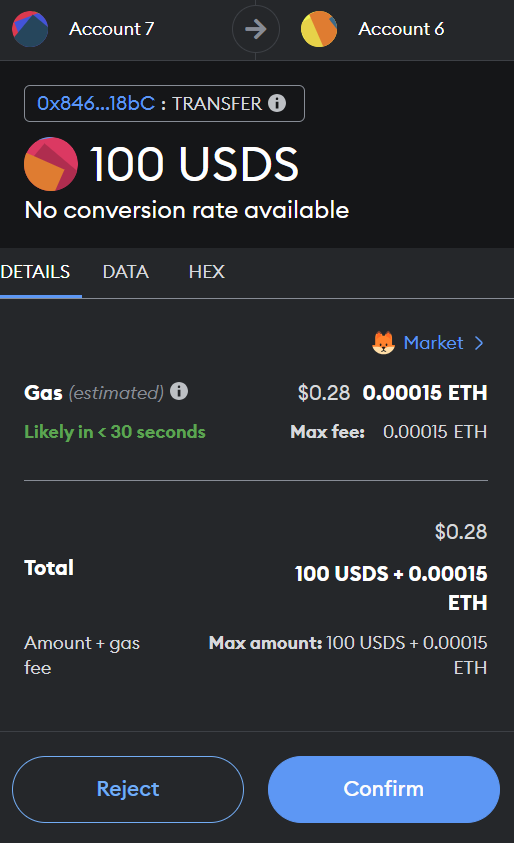 Account 7
Account 6
0x846...18bC : TRANSFER
100 USDS
No conversion rate available
DETAILS DATA HEX
Market
Gas (estimated) $0.28 0.00015 ETH
Likely in < 30 seconds Max fee: 0.00015 ETH
$0.28
Total 100 USDS + 0.00015
ETH
Amount + gas Max amount: 100 USDS + 0.00015
fee ETH
Reject Confirm